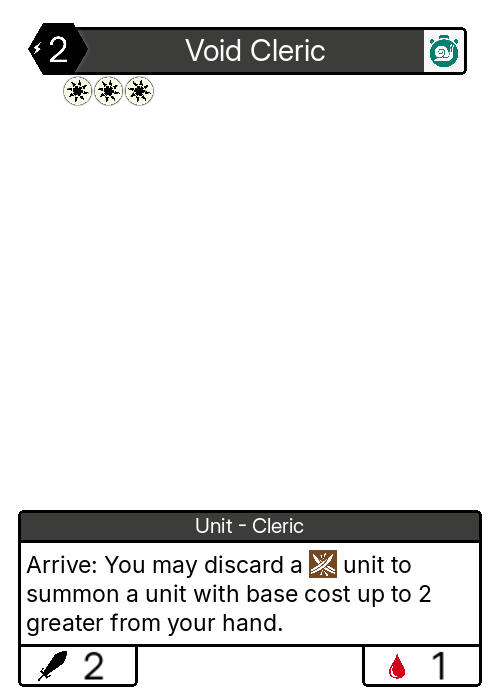 2 Void Cleric
Unit - Cleric
Arrive: You may discard a unit to
summon a unit with base cost up to 2
greater from your hand.
2 1